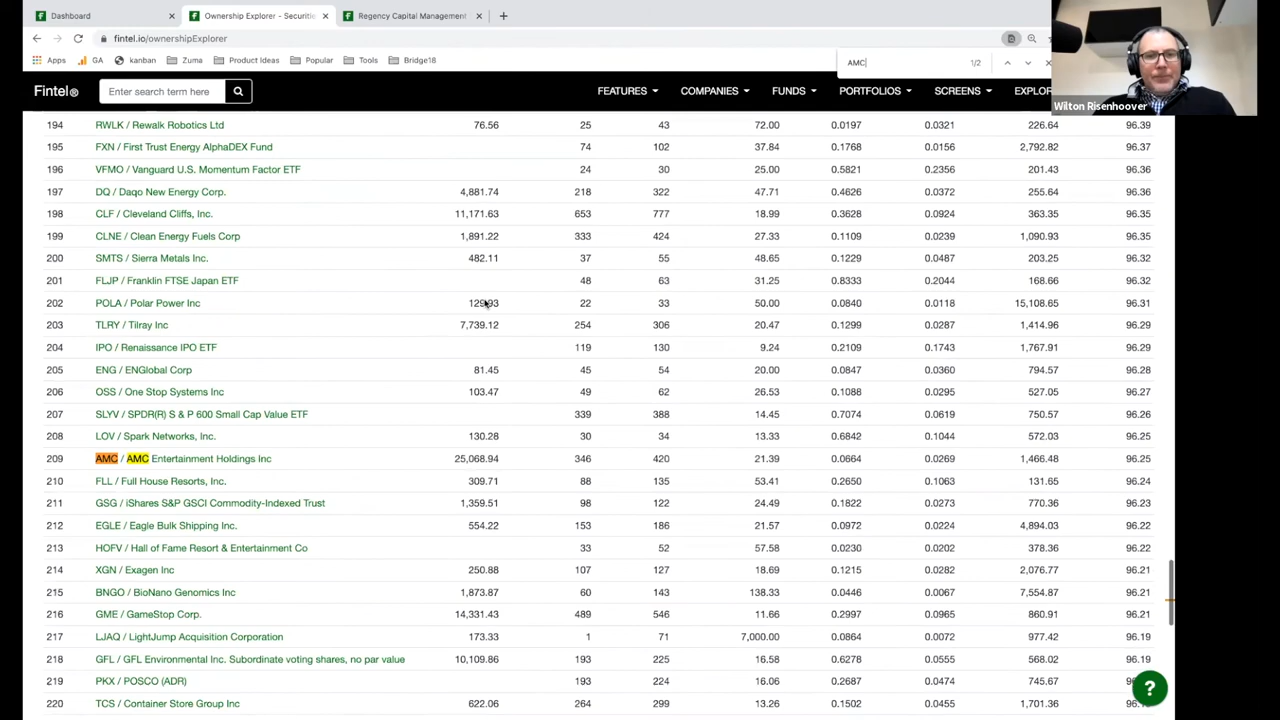 Dashboard
Ownership Explorer - Securitie
Regency Capital Management
fintel.io/ownershipExplorer
Apps GA kanban Zuma Product Ideas Popular Tools Bridge18
AMC 1/2
Fintel
Enter search term here
FEATURES COMPANIES FUNDS PORTFOLIOS SCREENS EXPLOR
Wilton Risenhoover
194 RWLK / Rewalk Robotics Ltd 76.56 25 43 72.00 0.0197 0.0321 226.64 96.39
195 FXN / First Trust Energy AlphaDEX Fund 74 102 37.84 0.1768 0.0156 2,792.82 96.37
196 VFMO / Vanguard U.S. Momentum Factor ETF 24 30 25.00 0.5821 0.2356 201.43 96.36
197 DQ / Daqo New Energy Corp. 4,881.74 218 322 47.71 0.4626 0.0372 255.64 96.36
198 CLF / Cleveland Cliffs, Inc. 11,171.63 653 777 18.99 0.3628 0.0924 363.35 96.35
199 CLNE / Clean Energy Fuels Corp 1,891.22 333 424 27.33 0.1109 0.0239 1,090.93 96.35
200 SMTS / Sierra Metals Inc. 482.11 37 55 48.65 0.1229 0.0487 203.25 96.32
201 FLJP / Franklin FTSE Japan ETF 48 63 31.25 0.8333 0.2044 168.66 96.32
202 POLA / Polar Power Inc 129.93 22 33 50.00 0.0840 0.0118 15,108.65 96.31
203 TLRY / Tilray Inc 7,739.12 254 306 20.47 0.1299 0.0287 1,414.96 96.29
204 IPO / Renaissance IPO ETF 119 130 9.24 0.2109 0.1743 1,767.91 96.29
205 ENG / ENGlobal Corp 81.45 45 54 20.00 0.0847 0.0360 794.57 96.28
206 OSS / One Stop Systems Inc 103.47 49 62 26.53 0.1088 0.0295 527.05 96.27
207 SLYV / SPDR(R) S & P 600 Small Cap Value ETF 339 388 14.45 0.7074 0.0619 750.57 96.26
208 LOV / Spark Networks, Inc. 130.28 30 34 13.33 0.6842 0.1044 572.03 96.25
209 AMC / AMC Entertainment Holdings Inc 25,068.94 346 420 21.39 0.0664 0.0269 1,466.48 96.25
210 FLL / Full House Resorts, Inc. 309.71 88 135 53.41 0.2650 0.1063 131.65 96.24
211 GSG / iShares S&P GSCI Commodity-Indexed Trust 1,359.51 98 122 24.49 0.1822 0.0273 770.36 96.23
212 EGLE / Eagle Bulk Shipping Inc. 554.22 153 186 21.57 0.0972 0.0224 4,894.03 96.22
213 HOFV / Hall of Fame Resort & Entertainment Co 33 52 57.58 0.0230 0.0202 378.36 96.22
214 XGN / Exagen Inc 250.88 107 127 18.69 0.1215 0.0282 2,076.77 96.21
215 BNGO / BioNano Genomics Inc 1,873.87 60 143 138.33 0.0446 0.0067 7,554.87 96.21
216 GME / GameStop Corp. 14,331.43 489 546 11.66 0.2997 0.0965 860.91 96.21
217 LJAQ / LightJump Acquisition Corporation 173.33 1 71 7,000.00 0.0864 0.0072 977.42 96.19
218 GFL / GFL Environmental Inc. Subordinate voting shares, no par value 10,109.86 193 225 16.58 0.6278 0.0555 568.02 96.19
219 PKX / POSCO (ADR) 193 224 16.06 0.2687 0.0474 745.67
220 TCS / Container Store Group Inc 622.06 264 299 13.26 0.1502 0.0455 1,701.36
?